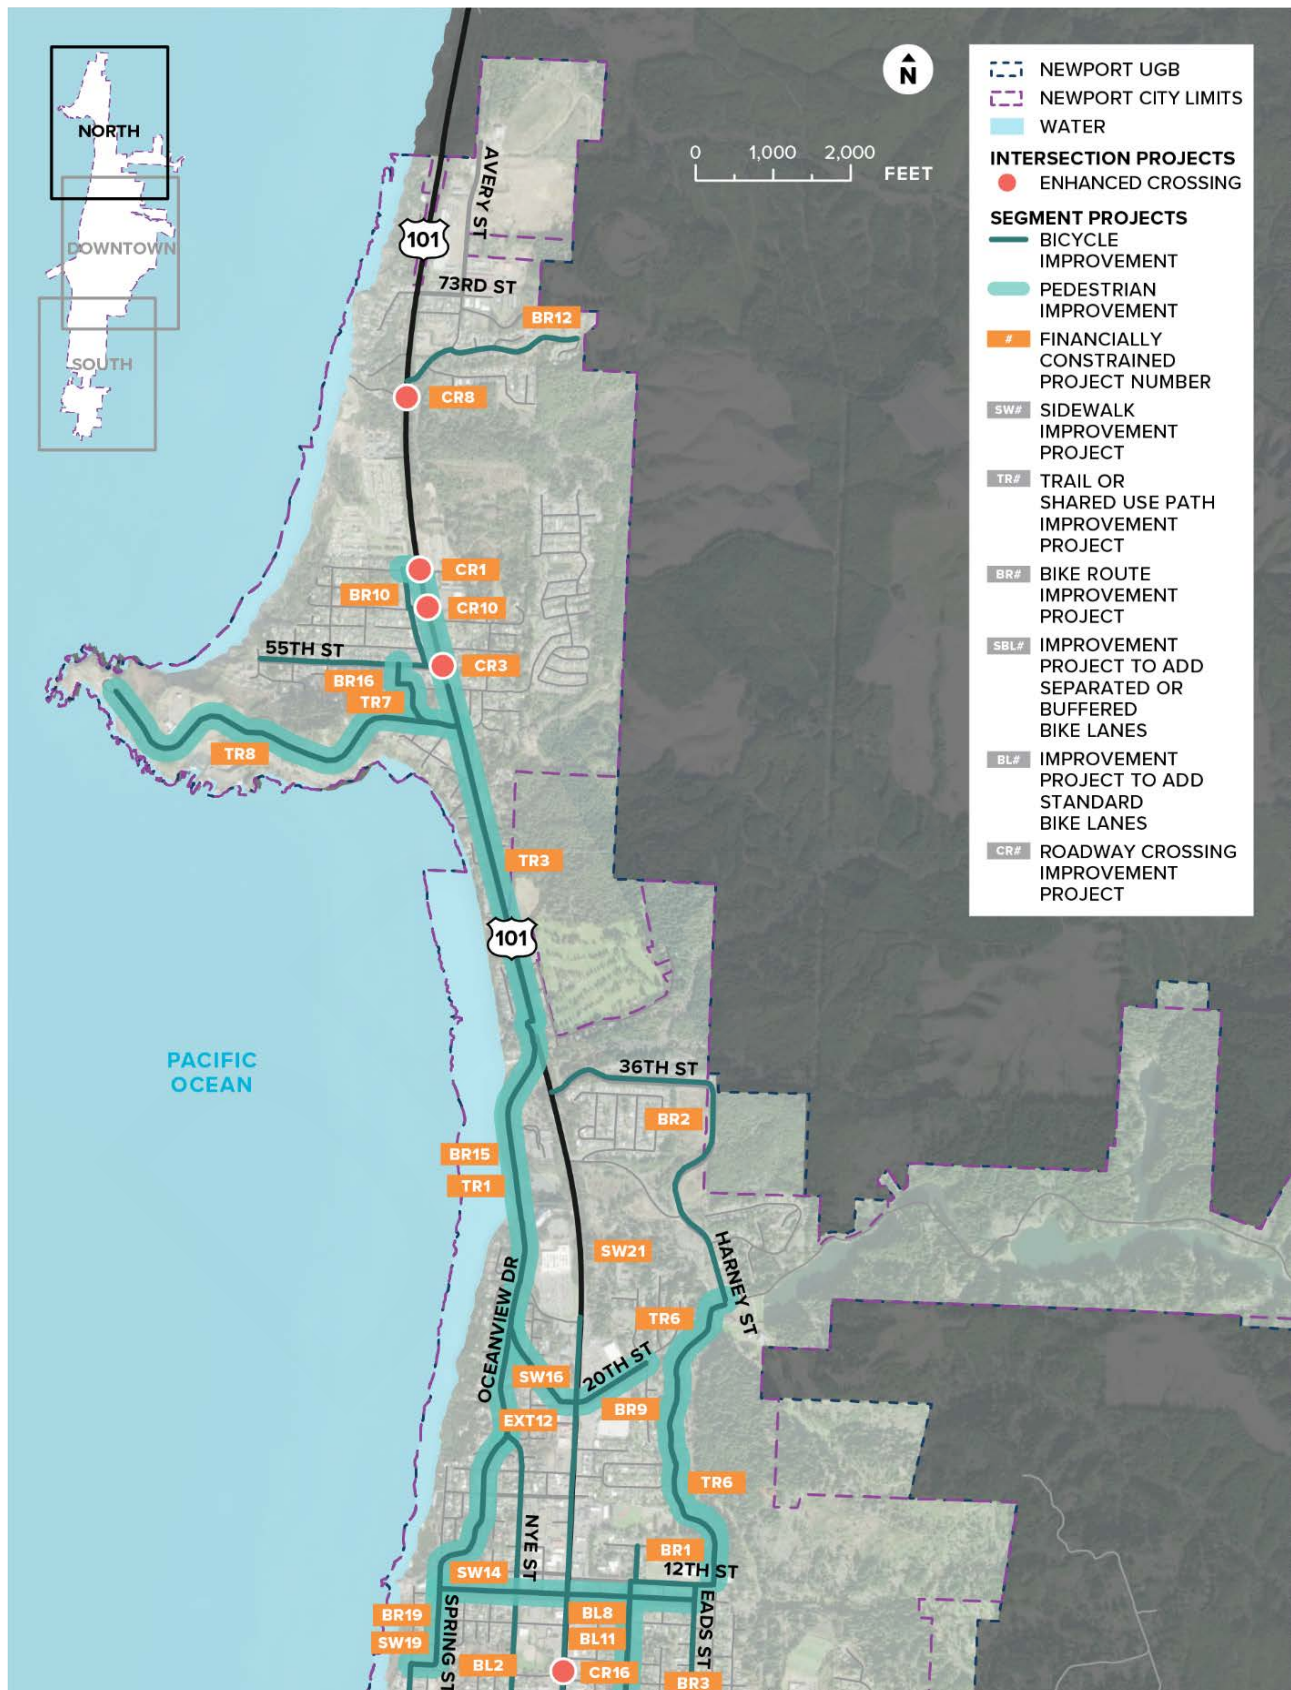 NORTH
DOWNTOWN
SOUTH
N
0 1,000 2,000
FEET
NEWPORT UGB
NEWPORT CITY LIMITS
WATER
INTERSECTION PROJECTS
ENHANCED CROSSING
SEGMENT PROJECTS
BICYCLE
IMPROVEMENT
PEDESTRIAN
IMPROVEMENT
# FINANCIALLY
CONSTRAINED
PROJECT NUMBER
SW# SIDEWALK
IMPROVEMENT
PROJECT
TR# TRAIL OR
SHARED USE PATH
IMPROVEMENT
PROJECT
BR# BIKE ROUTE
IMPROVEMENT
PROJECT
SBL# IMPROVEMENT
PROJECT TO ADD
SEPARATED OR
BUFFERED
BIKE LANES
BL# IMPROVEMENT
PROJECT TO ADD
STANDARD
BIKE LANES
CR# ROADWAY CROSSING
IMPROVEMENT
PROJECT
AVERY ST
101
73RD ST
BR12
CR8
CR1
BR10
CR10
55TH ST
CR3
BR16
TR7
TR8
TR3
101
PACIFIC
OCEAN
36TH ST
BR2
BR15
TR1
SW21
HARNEY ST
OCEANVIEW DR
TR6
20TH ST
SW16
BR9
EXT12
TR6
NYE ST
BR1
12TH ST
SW14
EADS ST
SPRING ST
BR19
BL8
SW19
BL11
BL2
CR16
BR3